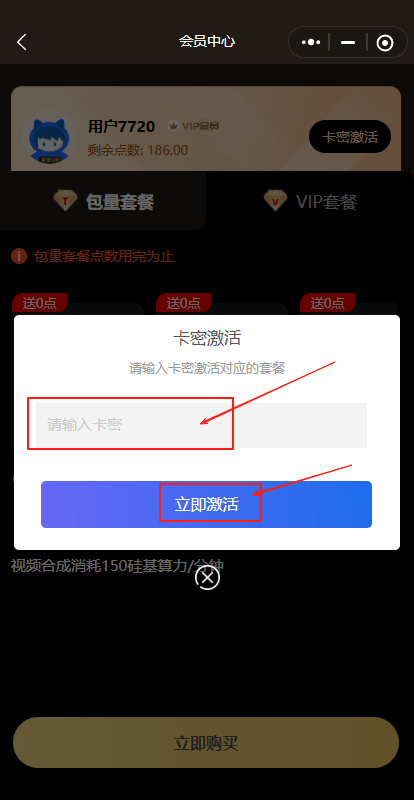 会员中心
用户7720
VIP会员
剩余点数: 186.00
卡密激活
包量套餐
VIP套餐
包量套餐点数用完为止
送0点
送0点
送0点
卡密激活
请输入卡密激活对应的套餐
请输入卡密
立即激活
视频合成消耗150硅基算力/分钟
立即购买